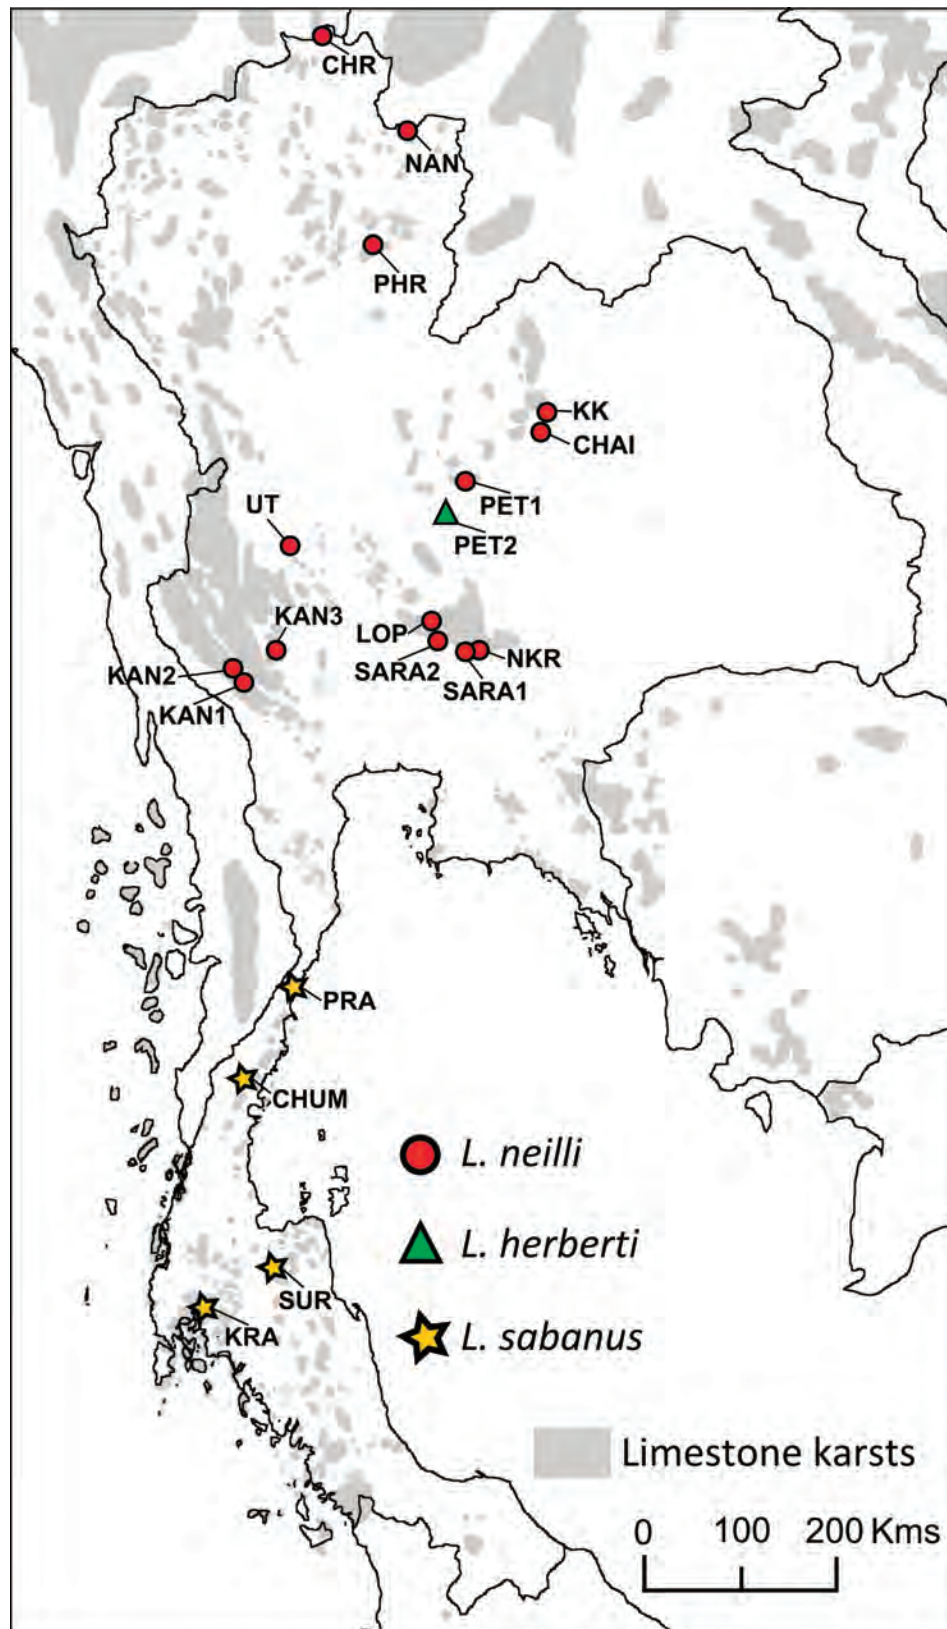 CHR
NAN
PHR
KK
CHAI
PET1
UT
PET2
KAN3
LOP
NKR
SARA2
KAN2
SARA1
KAN1
PRA
CHUM
L. neilli
L. herberti
SUR
KRA
L. sabanus
Limestone karsts
0 100 200 Kms